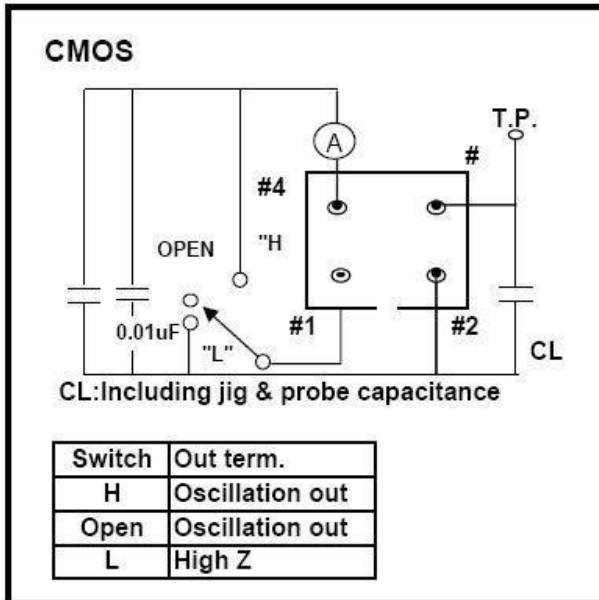 CMOS
T.P.
A
#
#4
OPEN
"H
0.01uF
"L"
#1
#2
CL
CL:Including jig & probe capacitance
Switch Out term.
H Oscillation out
Open Oscillation out
L High Z